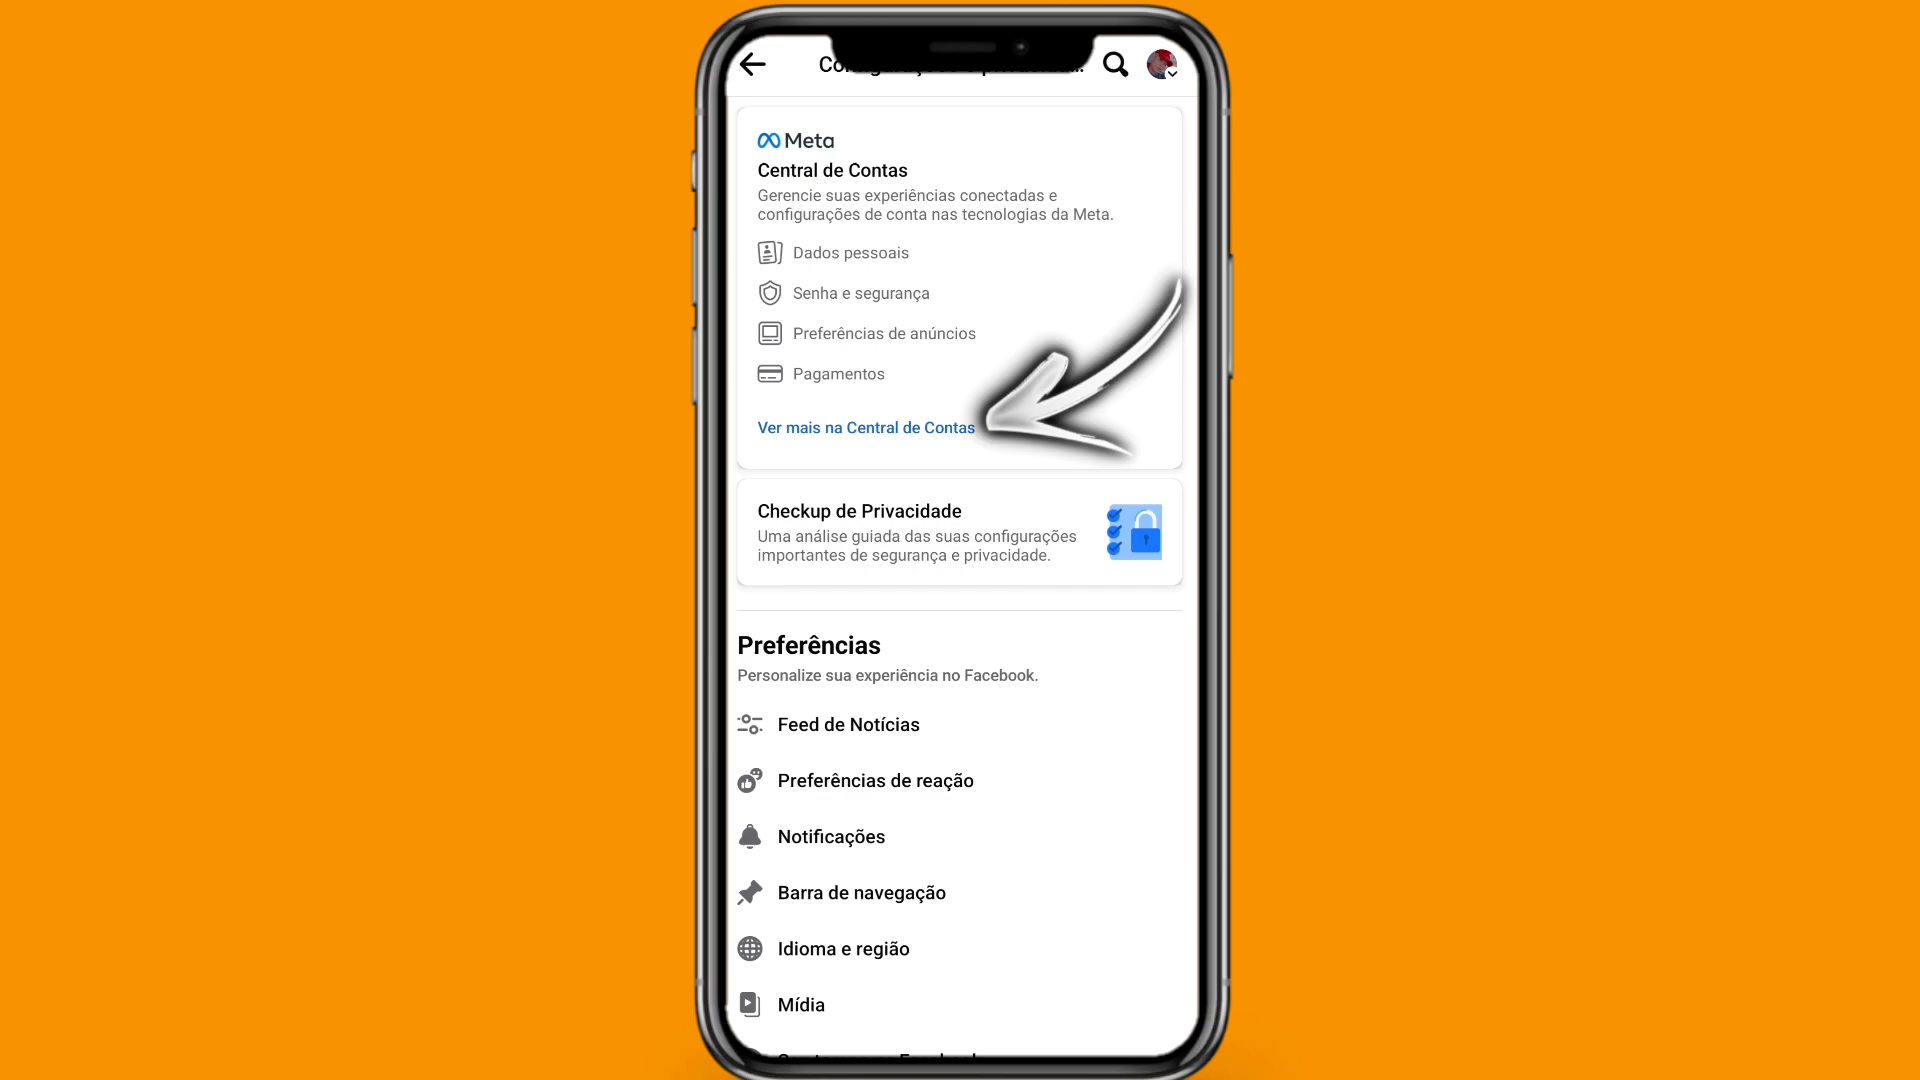 Meta
Central de Contas
Gerencie suas experiências conectadas e
configurações de conta nas tecnologias da Meta.
Dados pessoais
Senha e segurança
Preferências de anúncios
Pagamentos
Ver mais na Central de Contas
Checkup de Privacidade
Uma análise guiada das suas configurações
importantes de segurança e privacidade.
Preferências
Personalize sua experiência no Facebook.
Feed de Notícias
Preferências de reação
Notificações
Barra de navegação
Idioma e região
Mídia